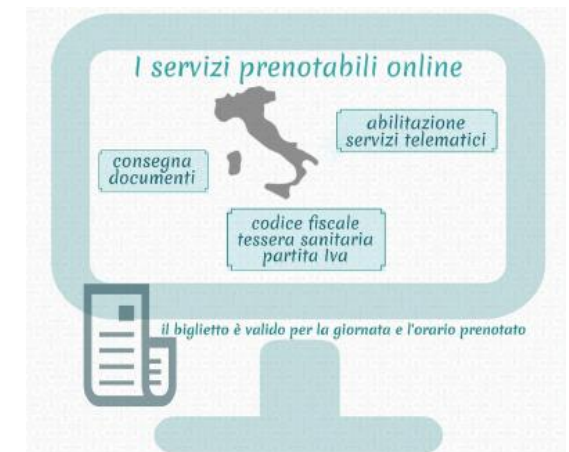 I servizi prenotabili online
abilitazione
servizi telematici
consegna
documenti
codice fiscale
tessera sanitaria
partita Iva
il biglietto è valido per la giornata e l'orario prenotato